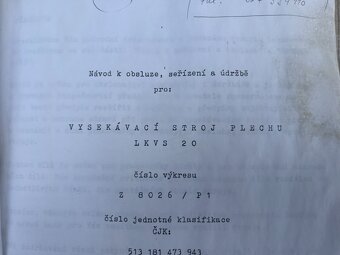 Návod k obsluze, seřízení a údržbě
pro:
VYSEKÁVACÍ STROJ PLECHU
LKVS 20
číslo výkresu
Z 8026 / P1
číslo jednotné klasifikace
ČJK:
513 181 473 943